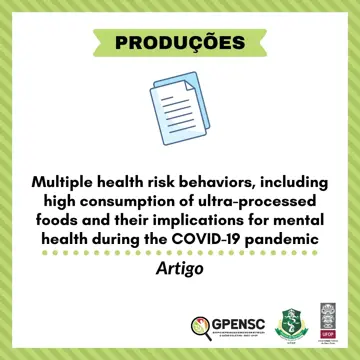 PRODUÇÕES
Multiple health risk behaviors, including
high consumption of ultra-processed
foods and their implications for mental
health during the COVID-19 pandemic
Artigo
GPENSC
UFOP